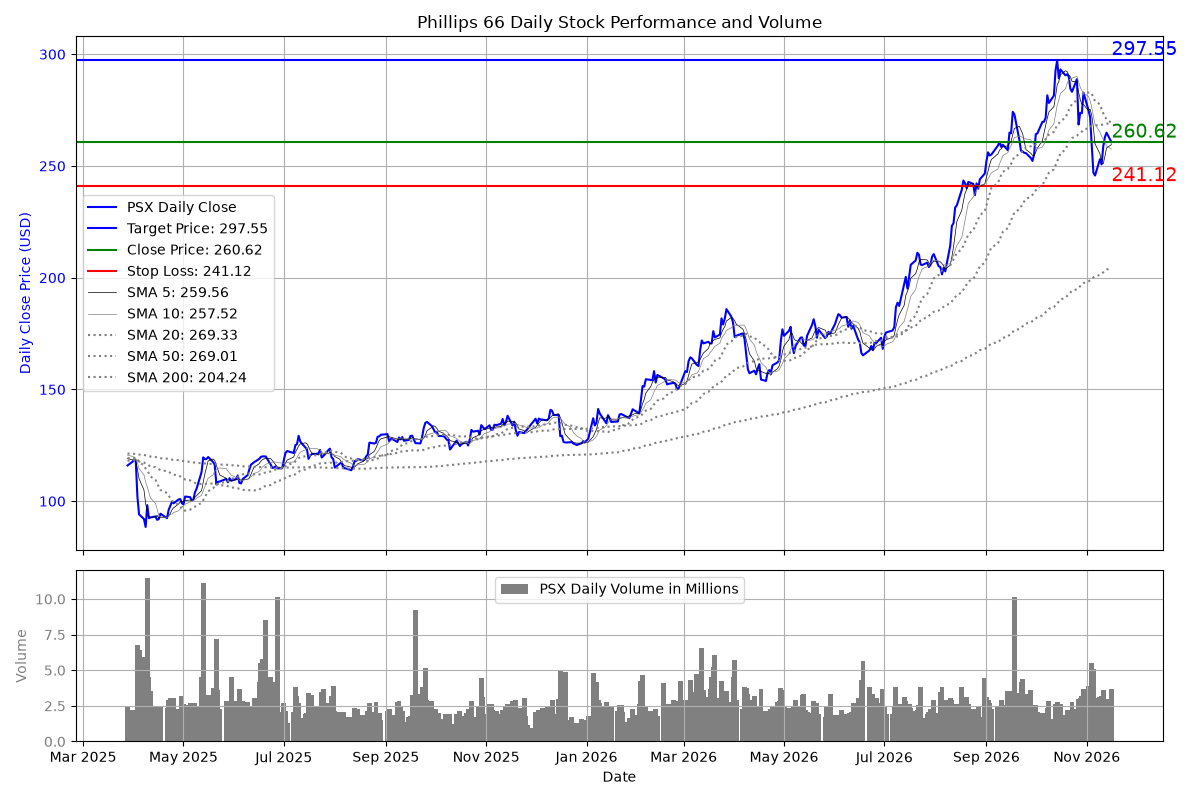 Phillips 66 Daily Stock Performance and Volume
300
250
200
150
100
Daily Close Price (USD)
297.55
260.62
241.12
PSX Daily Close
Target Price: 297.55
Close Price: 260.62
Stop Loss: 241.12
SMA 5: 259.56
SMA 10: 257.52
SMA 20: 269.33
SMA 50: 269.01
SMA 200: 204.24
PSX Daily Volume in Millions
10.0
7.5
5.0
2.5
0.0
Volume
Mar 2025 May 2025 Jul 2025 Sep 2025 Nov 2025 Jan 2026 Mar 2026 May 2026 Jul 2026 Sep 2026 Nov 2026
Date